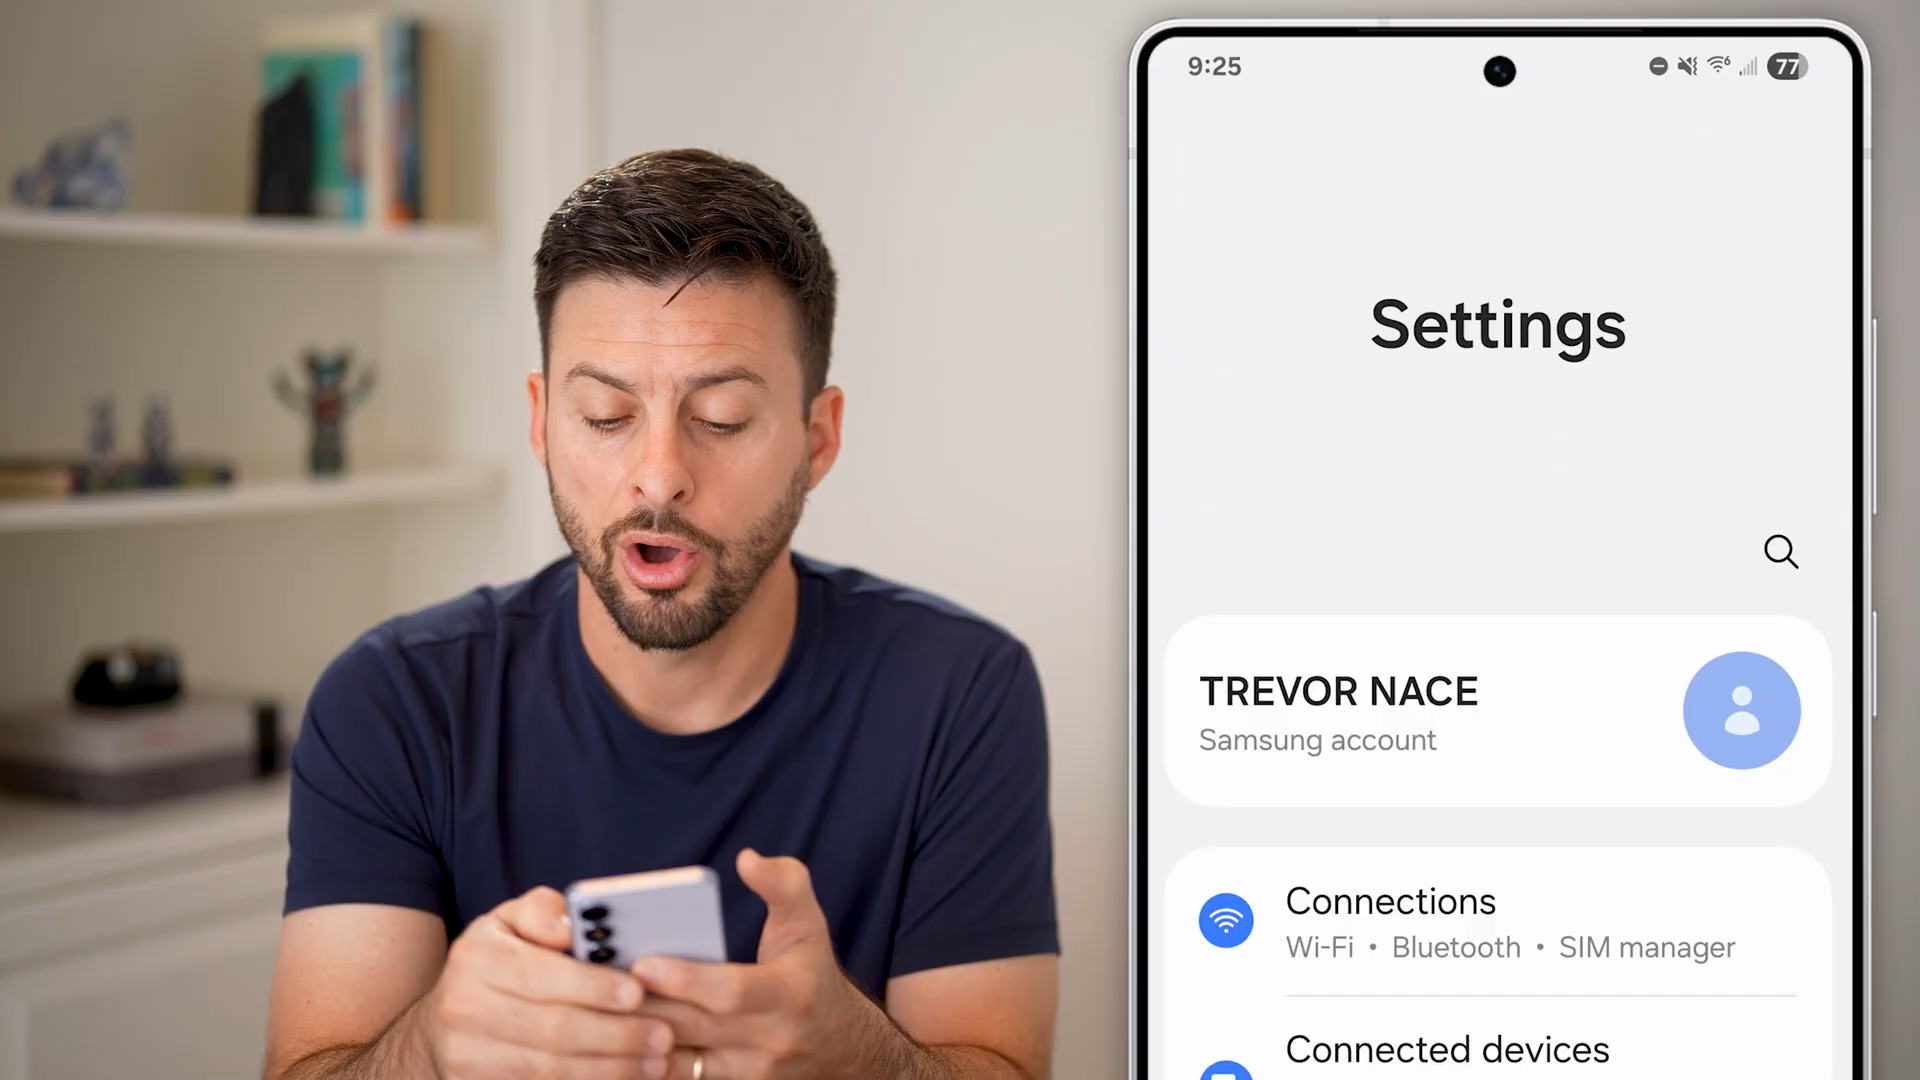 9:25
77
Settings
TREVOR NACE
Samsung account
Connections
Wi-Fi • Bluetooth • SIM manager
Connected devices